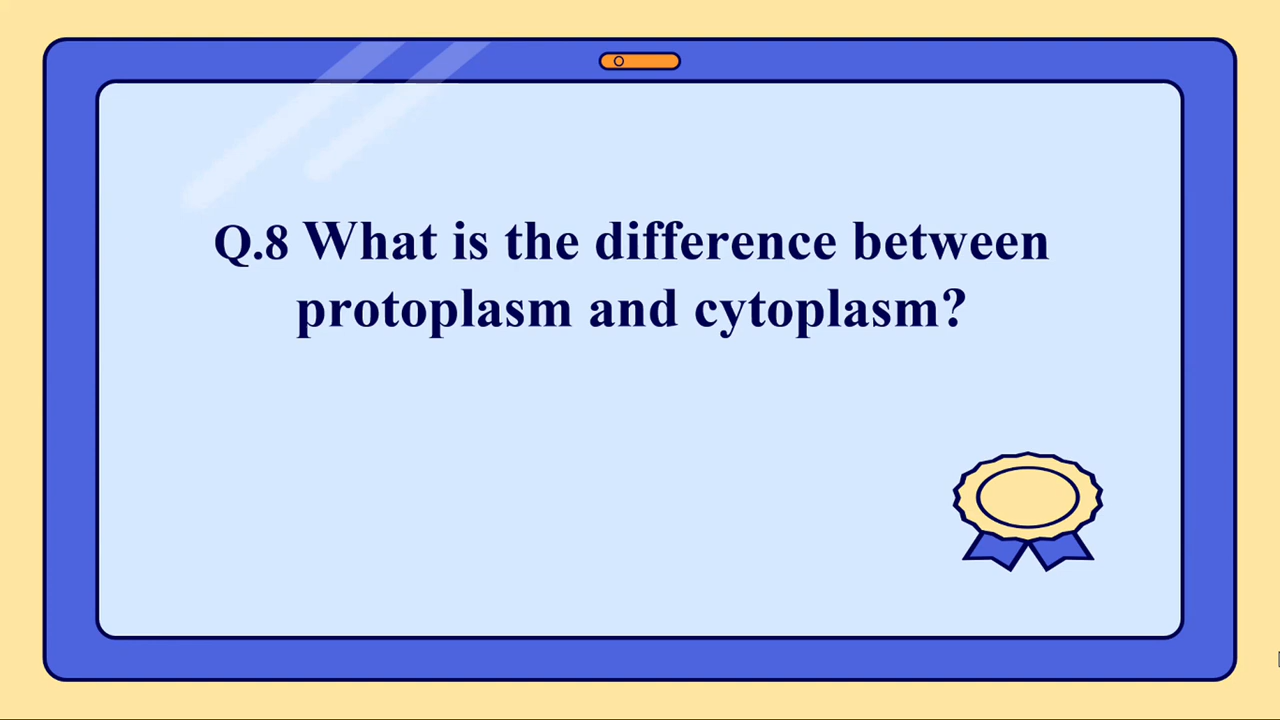 Q.8 What is the difference between
protoplasm and cytoplasm?